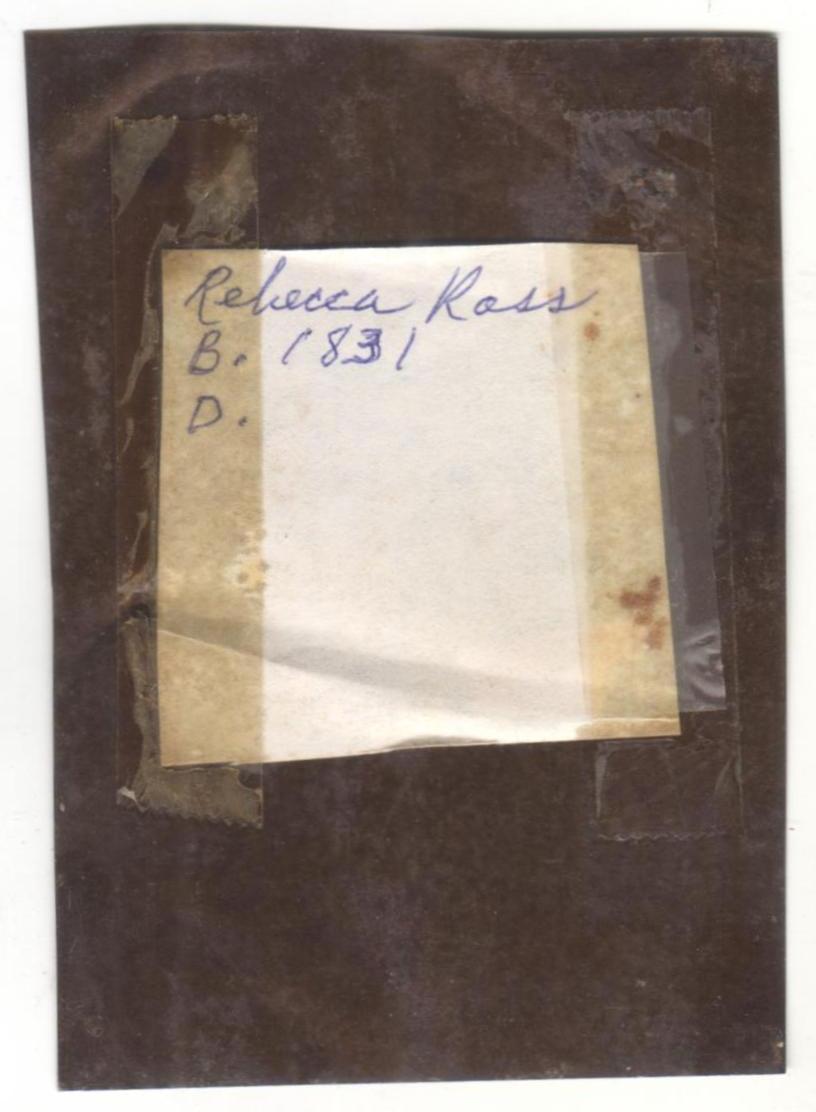 Rebecca Ross
B. 1831
D.